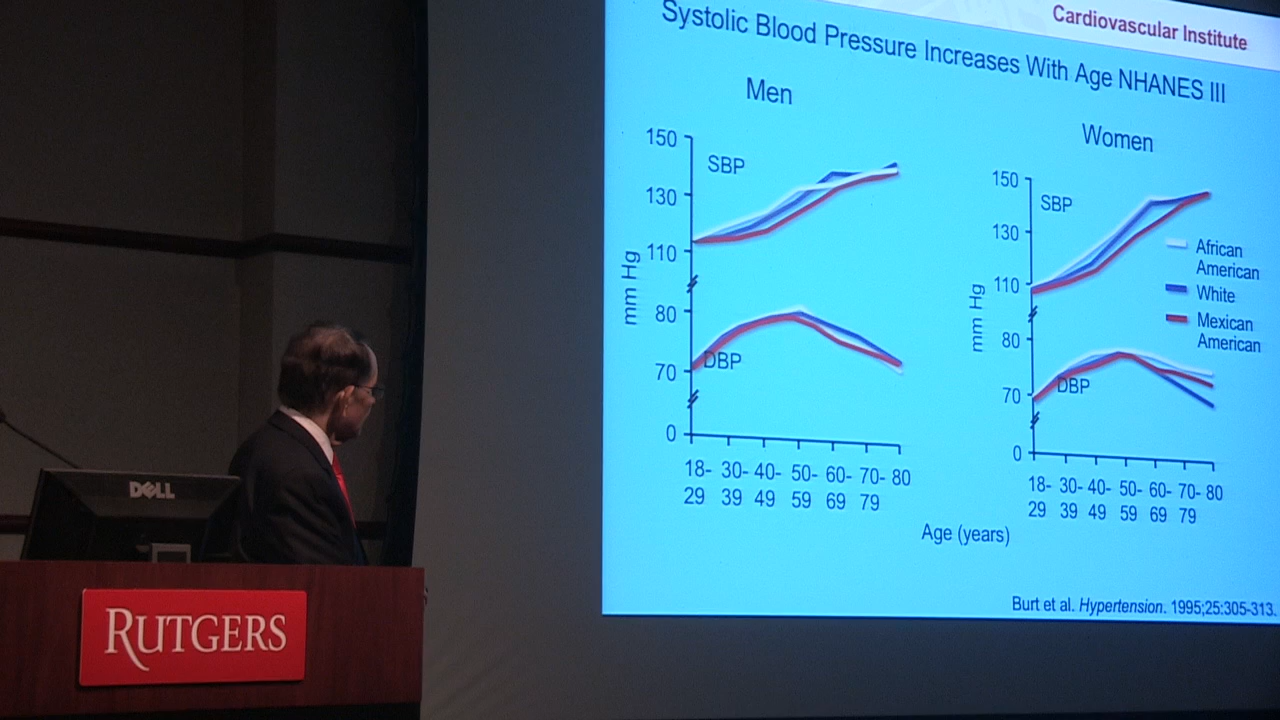 Cardiovascular Institute
Systolic Blood Pressure Increases With Age NHANES III
Men
150
SBP
130
110
mm Hg
80
DBP
70
0
18- 30- 40- 50- 60- 70- 80
29 39 49 59 69 79
Women
150
SBP
130
110
mm Hg
80
DBP
70
0
18- 30- 40- 50- 60- 70- 80
29 39 49 59 69 79
African
American
White
Mexican
American
Age (years)
Burt et al. Hypertension. 1995;25:305-313.
DELL
RUTGERS